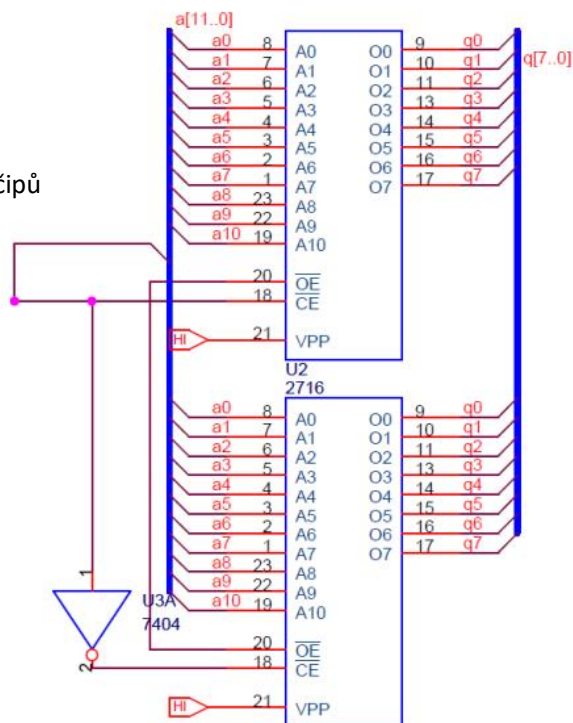 a[11..0]
a0 8 A0 O0 9 q0
q[7..0]
a1 7 A1 O1 10 q1
a2 6 A2 O2 11 q2
a3 5 A3 O3 13 q3
a4 4 A4 O4 14 q4
a5 3 A5 O5 15 q5
a6 2 A6 O6 16 q6
čipů
a7 1 A7 O7 17 q7
a8 23 A8
a9 22 A9
a10 19 A10
20 OE
18 CE
HI 21 VPP
U2
2716
a0 8 A0 O0 9 q0
a1 7 A1 O1 10 q1
a2 6 A2 O2 11 q2
a3 5 A3 O3 13 q3
a4 4 A4 O4 14 q4
a5 3 A5 O5 15 q5
a6 2 A6 O6 16 q6
a7 1 A7 O7 17 q7
a8 23 A8
a9 22 A9
a10 19 A10
1
U3A
7404
2
20 OE
18 CE
HI 21 VPP